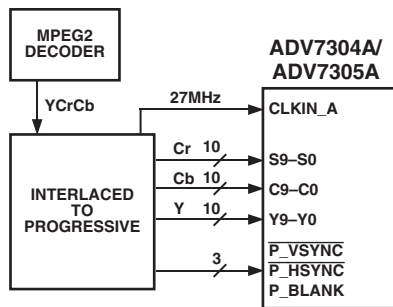 MPEG2
DECODER
YCrCb
INTERLACED
TO
PROGRESSIVE
27MHz
Cr 10
Cb 10
Y 10
3
ADV7304A/
ADV7305A
CLKIN_A
S9–S0
C9–C0
Y9–Y0
P_VSYNC
P_HSYNC
P_BLANK